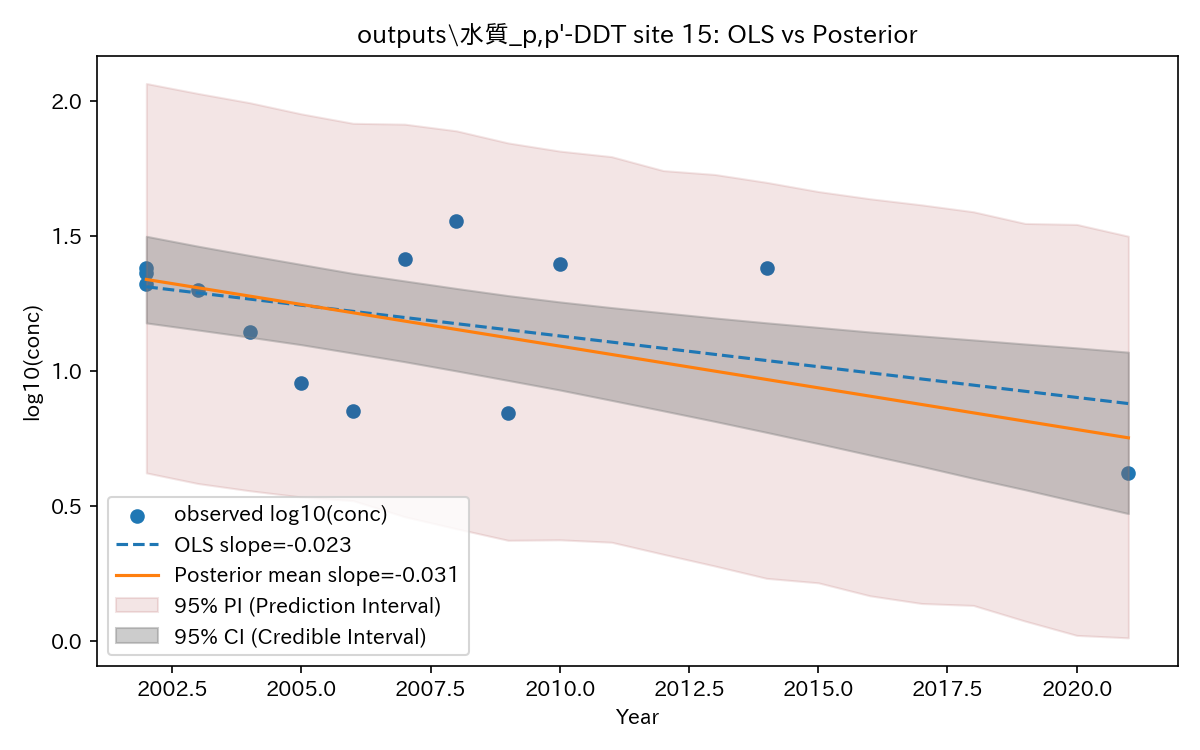 outputs\水質_p,p'-DDT site 15: OLS vs Posterior
log10(conc)
2.0
1.5
1.0
0.5
0.0
observed log10(conc)
OLS slope=-0.023
Posterior mean slope=-0.031
95% PI (Prediction Interval)
95% CI (Credible Interval)
2002.5 2005.0 2007.5 2010.0 2012.5 2015.0 2017.5 2020.0
Year